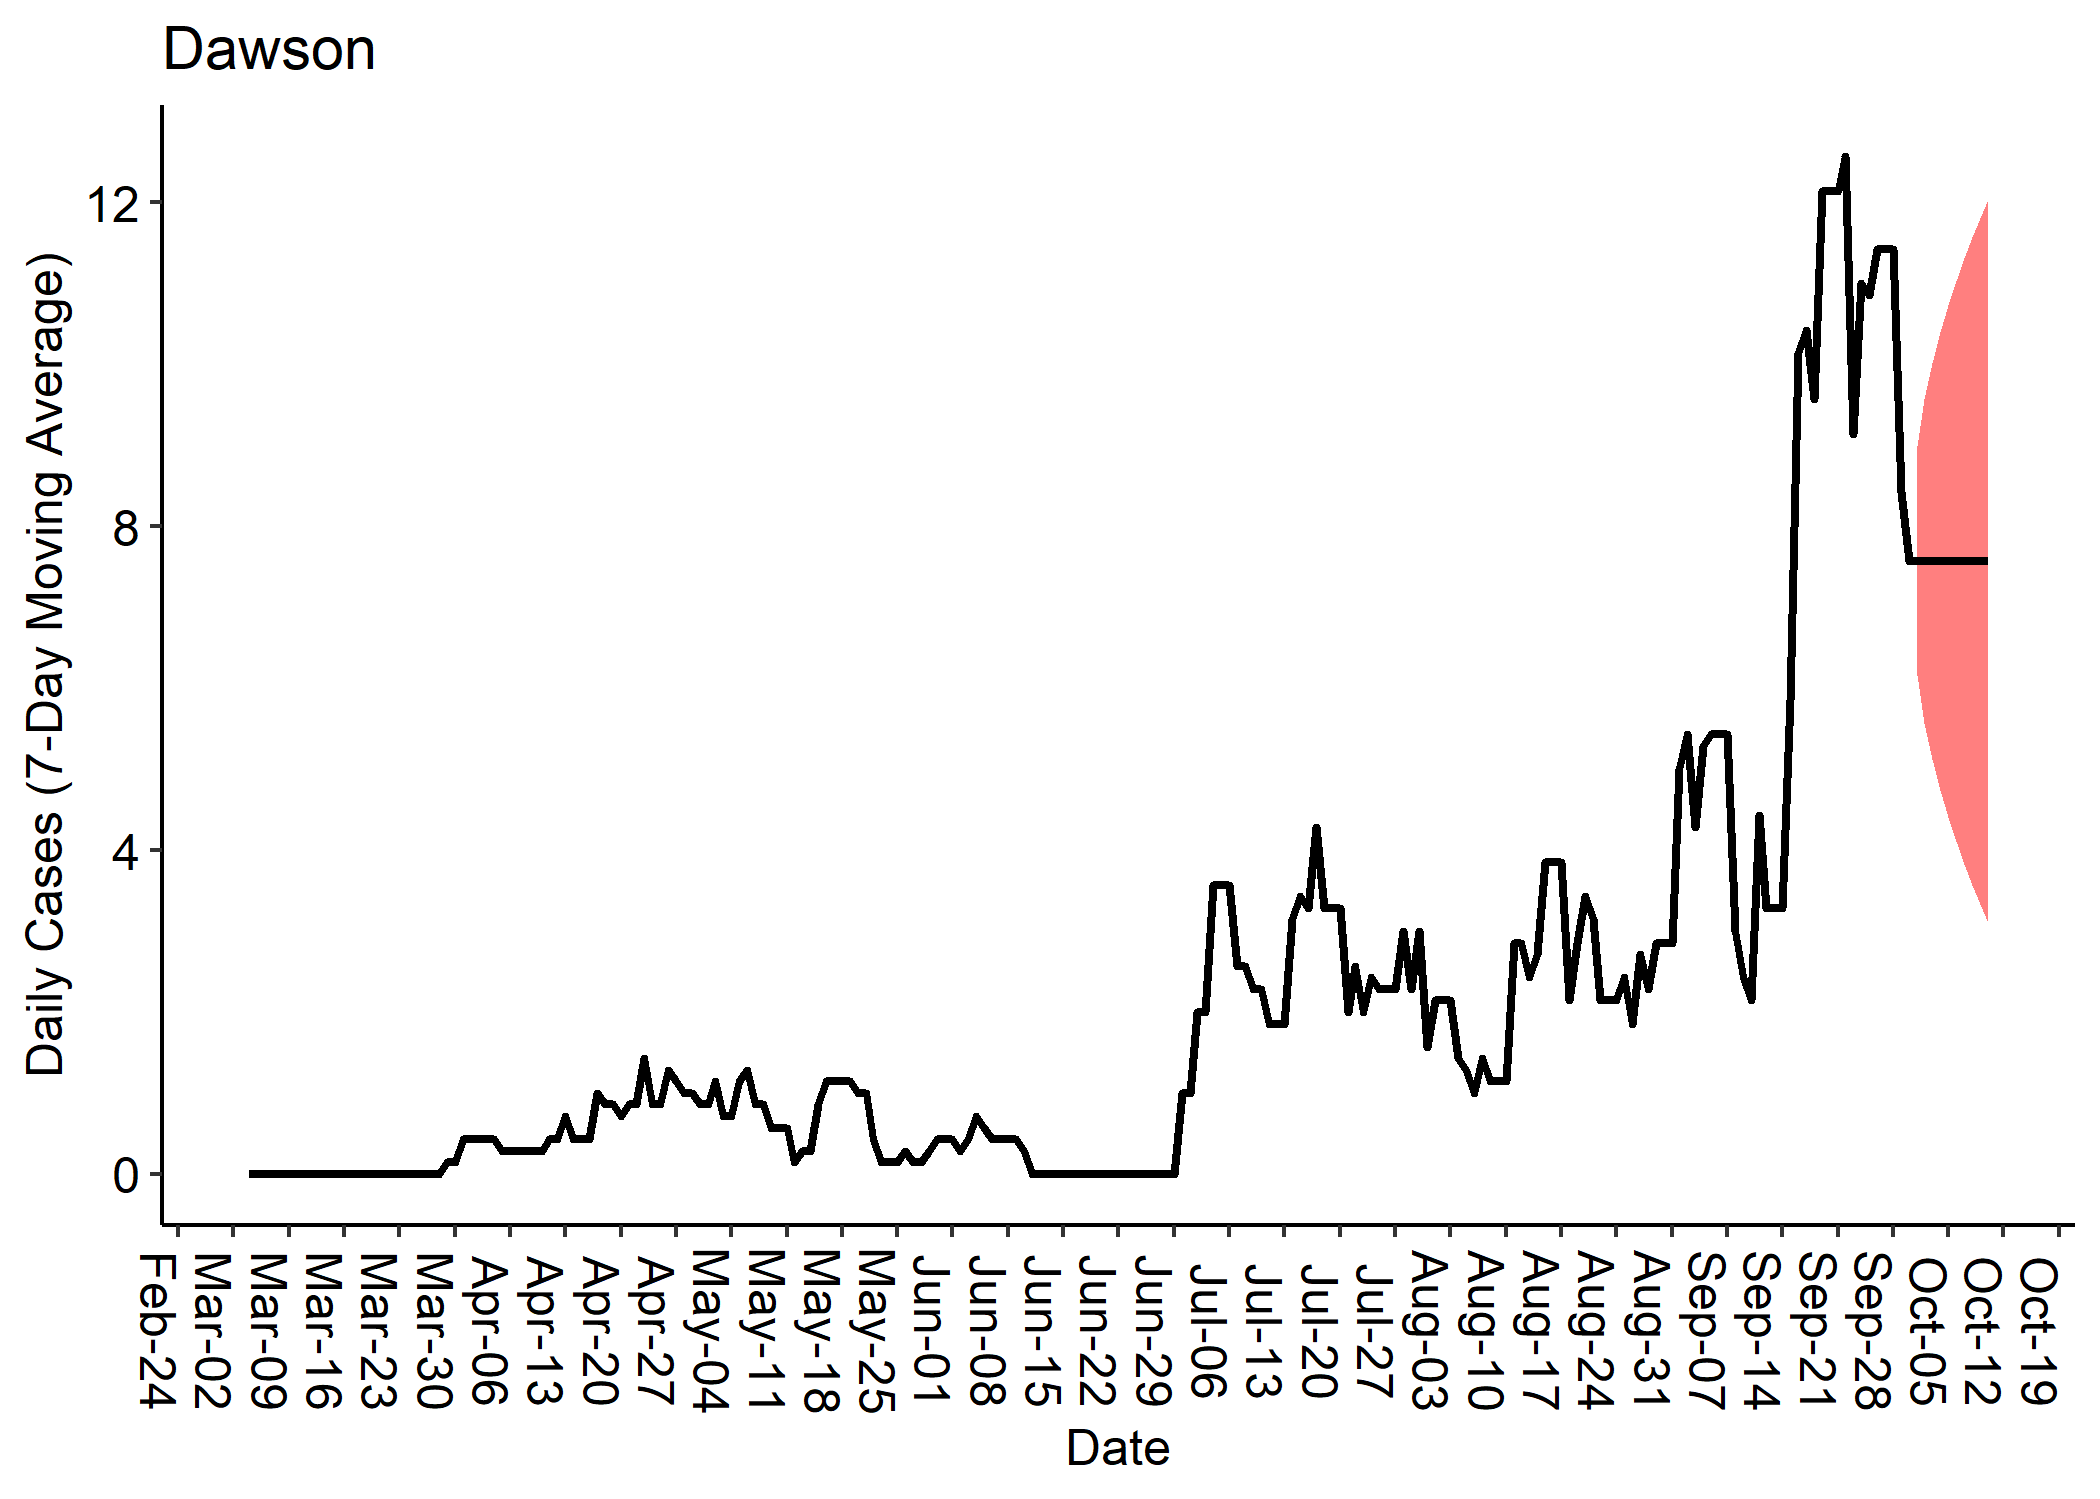 Dawson
Daily Cases (7-Day Moving Average)
12
8
4
0
Feb-24
Mar-02
Mar-09
Mar-16
Mar-23
Mar-30
Apr-06
Apr-13
Apr-20
Apr-27
May-04
May-11
May-18
May-25
Jun-01
Jun-08
Jun-15
Jun-22
Jun-29
Jul-06
Jul-13
Jul-20
Jul-27
Aug-03
Aug-10
Aug-17
Aug-24
Aug-31
Sep-07
Sep-14
Sep-21
Sep-28
Oct-05
Oct-12
Oct-19
Date